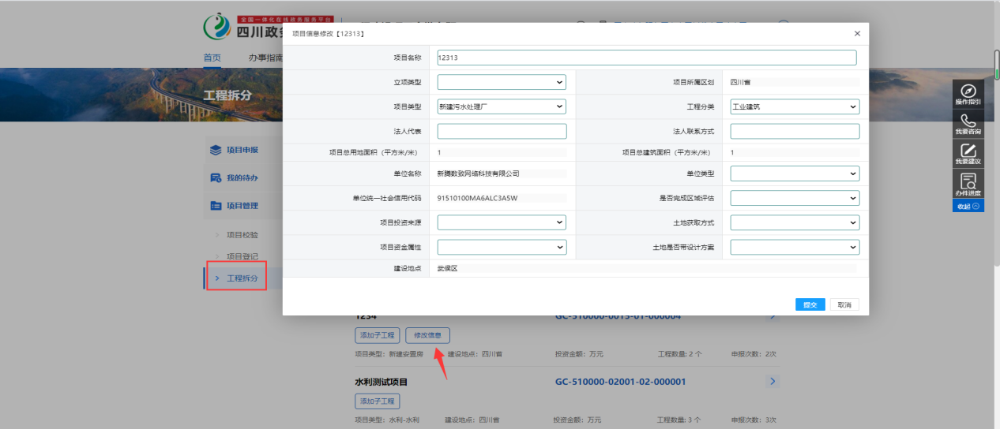 全国一体化在线政务服务平台
四川政务
首页 办事指南
工程拆分
项目申报
我的待办
项目管理
项目校验
项目登记
工程拆分
项目信息修改【12313】
项目名称 12313
立项类型 项目所属区划 四川省
项目类型 新建污水处理厂 工程分类 工业建筑
法人代表 法人联系方式
项目总用地面积（平方米/米） 1 项目总建筑面积（平方米/米） 1
单位名称 新腾数致网络科技有限公司 单位类型
单位统一社会信用代码 91510100MA6ALC3A5W 是否完成区域评估
项目投资来源 土地获取方式
项目资金属性 土地是否带设计方案
建设地点 武侯区
提交 取消
1234 GC-510000-0015-01-000004
添加子工程 修改信息
项目类型：新建安置房 建设地点：四川省 投资金额：万元 工程数量: 2 个 申报次数：2次
水利测试项目 GC-510000-02001-02-000001
添加子工程
项目类型：水利-水利 建设地点：四川省 投资金额：万元 工程数量: 3 个 申报次数：3次
操作指引
我要咨询
我要建议
办件进度
收起